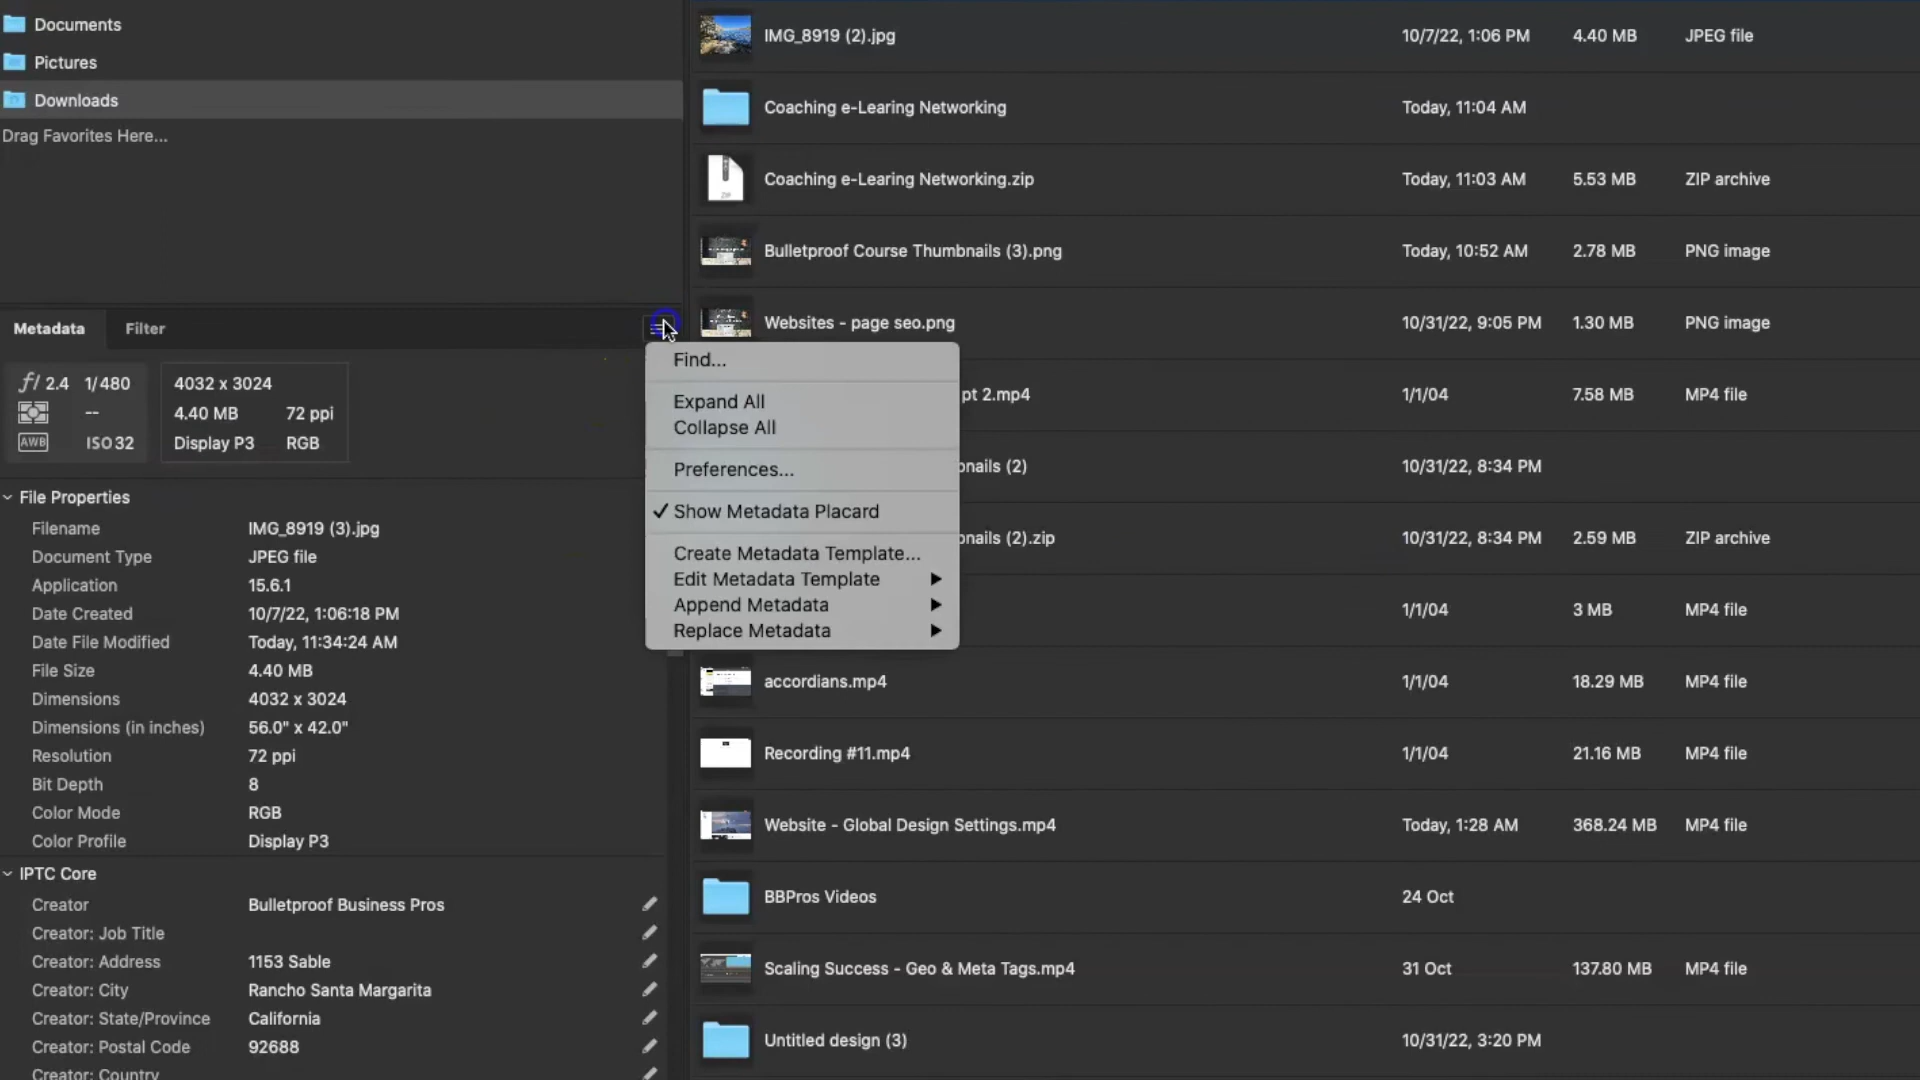 Documents
Pictures
Downloads
Drag Favorites Here...
Metadata Filter
f/ 2.4 1/480
--
AWB ISO 32
4032 x 3024
4.40 MB 72 ppi
Display P3 RGB
File Properties
Filename IMG_8919 (3).jpg
Document Type JPEG file
Application 15.6.1
Date Created 10/7/22, 1:06:18 PM
Date File Modified Today, 11:34:24 AM
File Size 4.40 MB
Dimensions 4032 x 3024
Dimensions (in inches) 56.0" x 42.0"
Resolution 72 ppi
Bit Depth 8
Color Mode RGB
Color Profile Display P3
IPTC Core
Creator Bulletproof Business Pros
Creator: Job Title
Creator: Address 1153 Sable
Creator: City Rancho Santa Margarita
Creator: State/Province California
Creator: Postal Code 92688
Creator: Country
Find...
Expand All
Collapse All
Preferences...
✓ Show Metadata Placard
Create Metadata Template...
Edit Metadata Template
Append Metadata
Replace Metadata
IMG_8919 (2).jpg 10/7/22, 1:06 PM 4.40 MB JPEG file
Coaching e-Learing Networking Today, 11:04 AM
Coaching e-Learing Networking.zip Today, 11:03 AM 5.53 MB ZIP archive
Bulletproof Course Thumbnails (3).png Today, 10:52 AM 2.78 MB PNG image
Websites - page seo.png 10/31/22, 9:05 PM 1.30 MB PNG image
pt 2.mp4 1/1/04 7.58 MB MP4 file
bnails (2) 10/31/22, 8:34 PM
bnails (2).zip 10/31/22, 8:34 PM 2.59 MB ZIP archive
1/1/04 3 MB MP4 file
accordians.mp4 1/1/04 18.29 MB MP4 file
Recording #11.mp4 1/1/04 21.16 MB MP4 file
Website - Global Design Settings.mp4 Today, 1:28 AM 368.24 MB MP4 file
BBPros Videos 24 Oct
Scaling Success - Geo & Meta Tags.mp4 31 Oct 137.80 MB MP4 file
Untitled design (3) 10/31/22, 3:20 PM